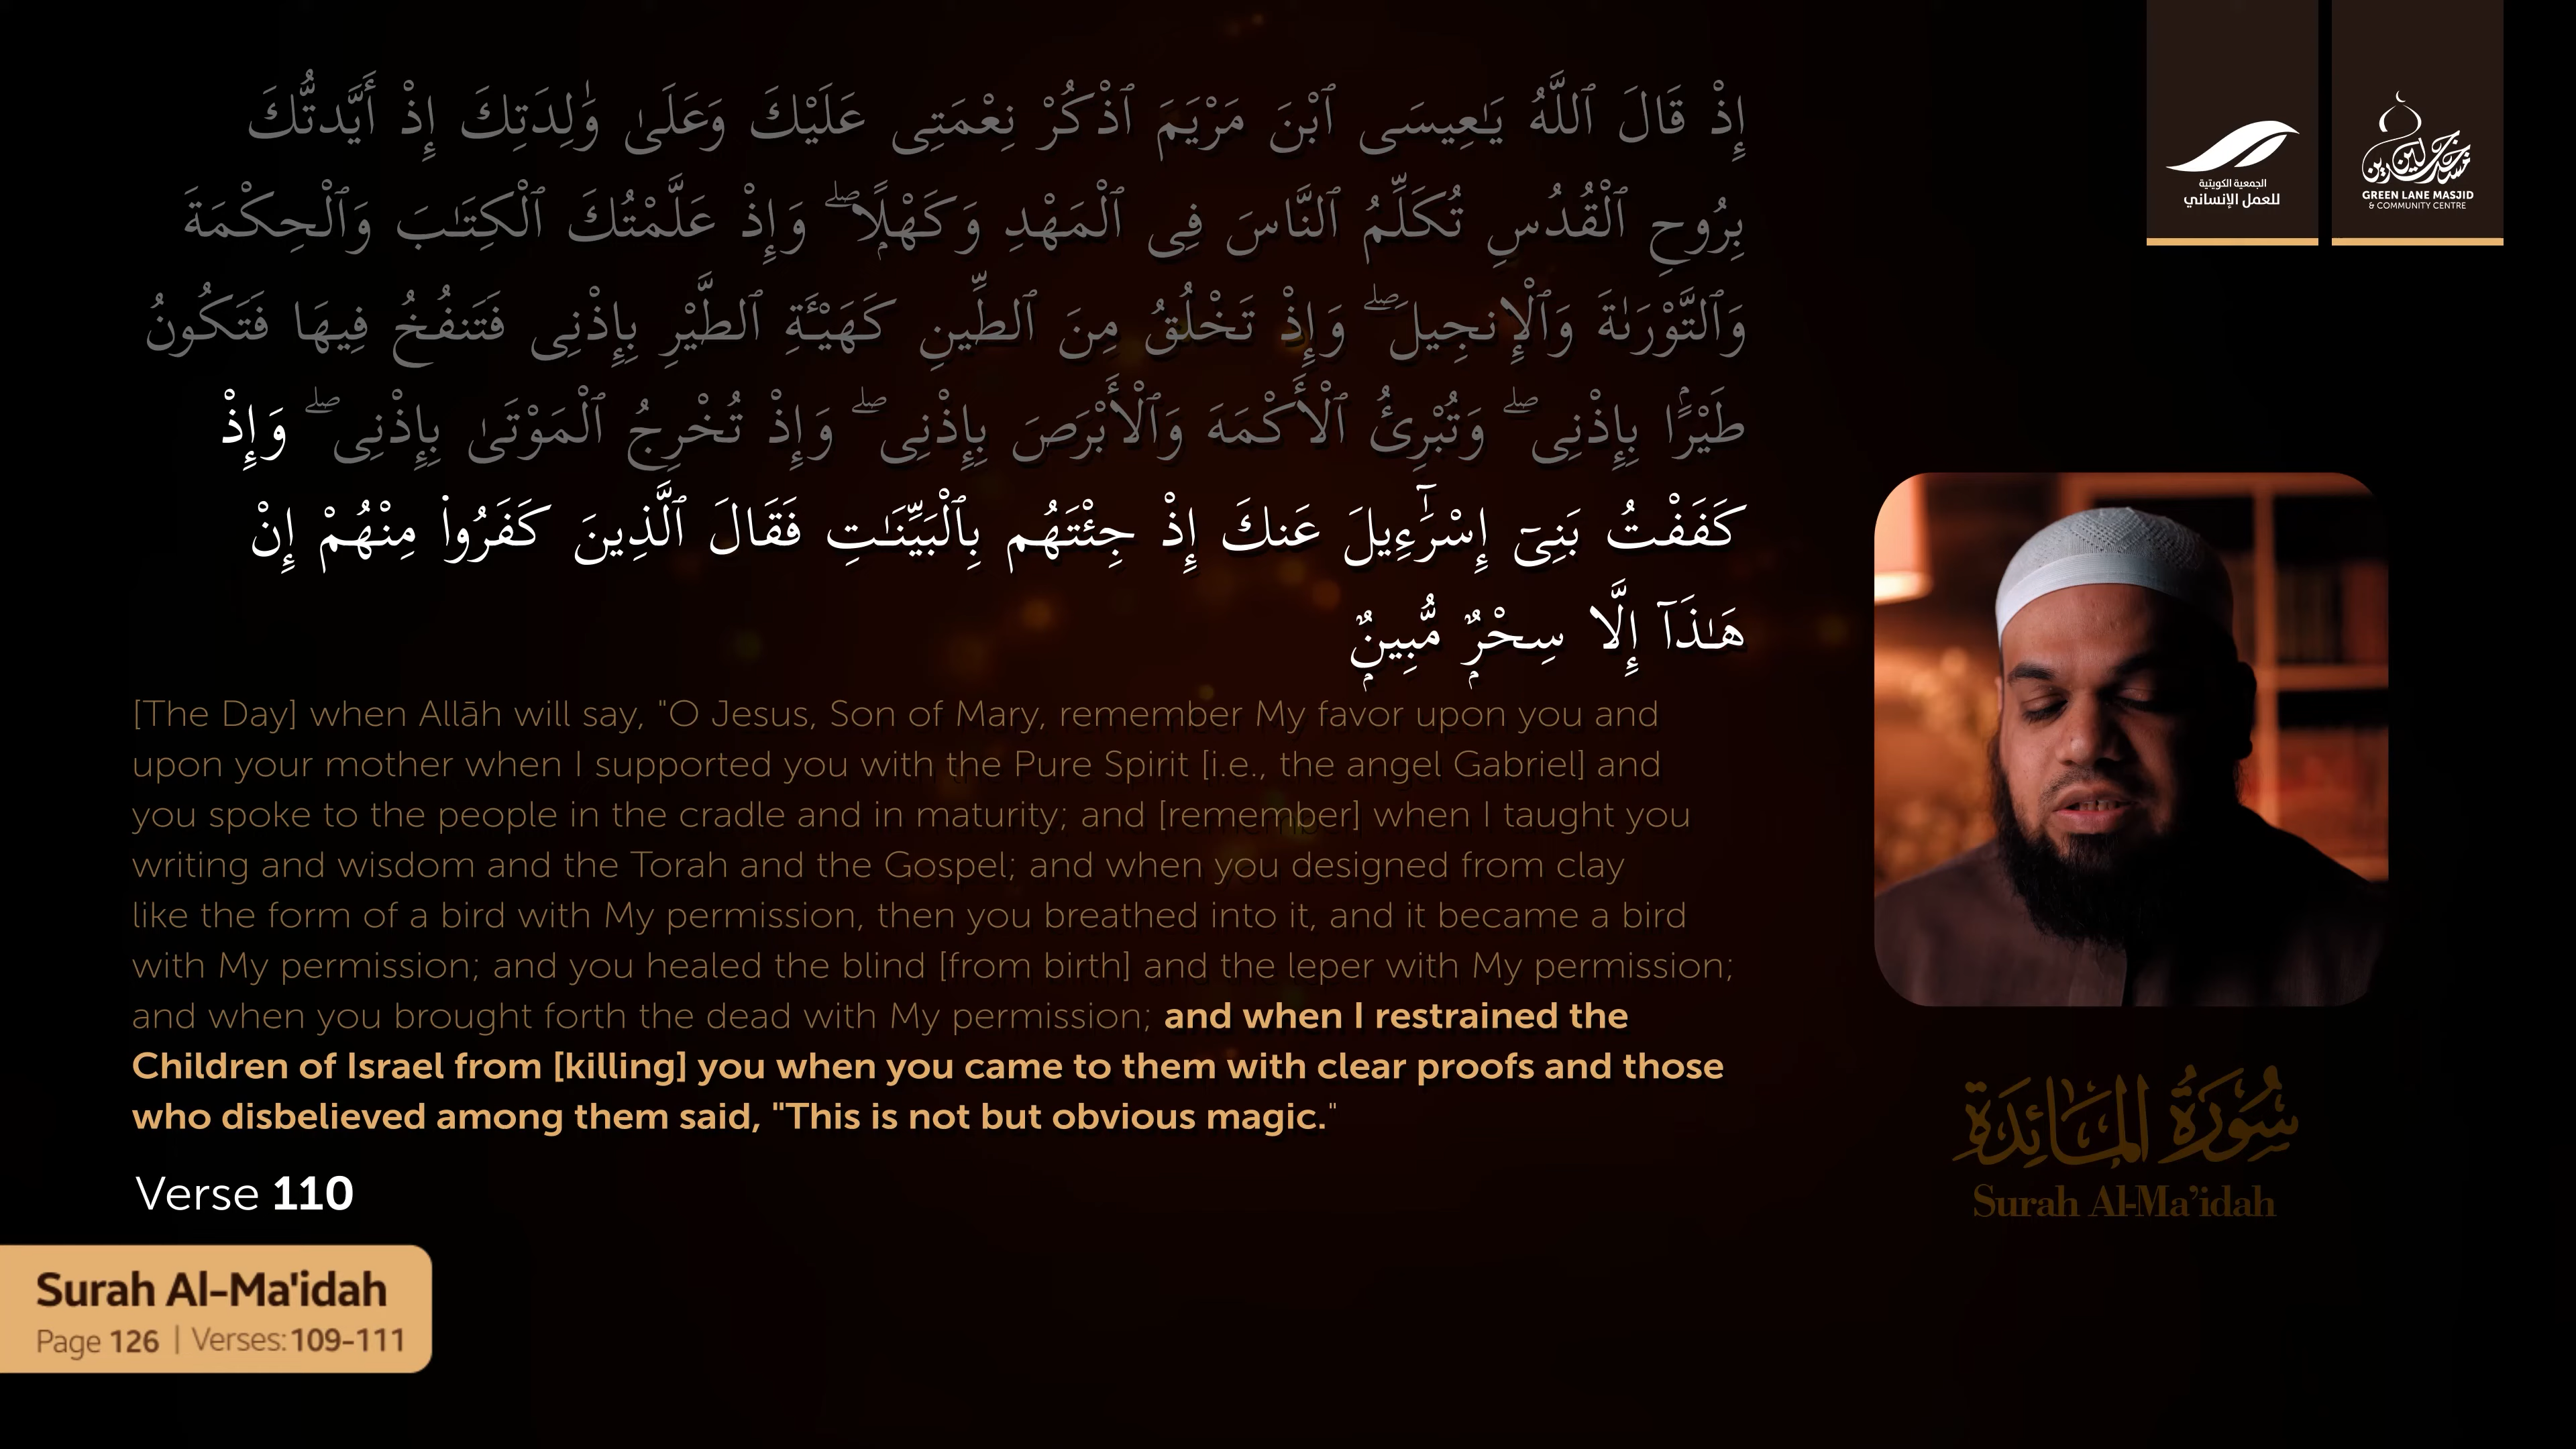 إِذْ قَالَ ٱللَّهُ يَـٰعِيسَى ٱبْنَ مَرْيَمَ ٱذْكُرْ نِعْمَتِى عَلَيْكَ وَعَلَىٰ وَٰلِدَتِكَ إِذْ أَيَّدتُّكَ
بِرُوحِ ٱلْقُدُسِ تُكَلِّمُ ٱلنَّاسَ فِى ٱلْمَهْدِ وَكَهْلًا ۖ وَإِذْ عَلَّمْتُكَ ٱلْكِتَـٰبَ وَٱلْحِكْمَةَ
وَٱلتَّوْرَىٰةَ وَٱلْإِنجِيلَ ۖ وَإِذْ تَخْلُقُ مِنَ ٱلطِّينِ كَهَيْـَٔةِ ٱلطَّيْرِ بِإِذْنِى فَتَنفُخُ فِيهَا فَتَكُونُ
طَيْرًۢا بِإِذْنِى ۖ وَتُبْرِئُ ٱلْأَكْمَهَ وَٱلْأَبْرَصَ بِإِذْنِى ۖ وَإِذْ تُخْرِجُ ٱلْمَوْتَىٰ بِإِذْنِى ۖ وَإِذْ
كَفَفْتُ بَنِىٓ إِسْرَٰٓءِيلَ عَنكَ إِذْ جِئْتَهُم بِٱلْبَيِّنَـٰتِ فَقَالَ ٱلَّذِينَ كَفَرُوا۟ مِنْهُمْ إِنْ
هَـٰذَآ إِلَّا سِحْرٌۭ مُّبِينٌۭ
[The Day] when Allāh will say, "O Jesus, Son of Mary, remember My favor upon you and
upon your mother when I supported you with the Pure Spirit [i.e., the angel Gabriel] and
you spoke to the people in the cradle and in maturity; and [remember] when I taught you
writing and wisdom and the Torah and the Gospel; and when you designed from clay
like the form of a bird with My permission, then you breathed into it, and it became a bird
with My permission; and you healed the blind [from birth] and the leper with My permission;
and when you brought forth the dead with My permission; and when I restrained the
Children of Israel from [killing] you when you came to them with clear proofs and those
who disbelieved among them said, "This is not but obvious magic."
Verse 110
Surah Al-Ma'idah
Page 126 | Verses: 109-111
الجمعية الكويتية
للعمل الإنساني
مسجد جرين لين
GREEN LANE MASJID
& COMMUNITY CENTRE
سُورَةُ المَائِدَةِ
Surah Al-Ma'idah